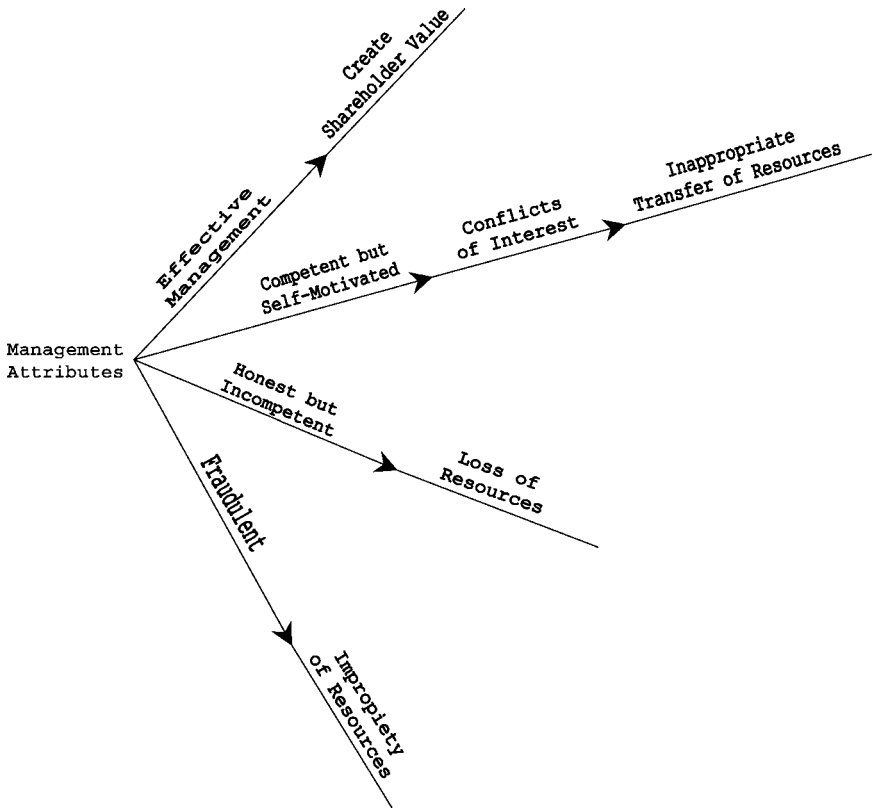 Create
Shareholder Value
Effective
Management
Inappropriate
Transfer of Resources
Conflicts
of Interest
Competent but
Self-Motivated
Management
Attributes
Honest but
Incompetent
Loss of
Resources
Fraudulent
Impropiety
of Resources